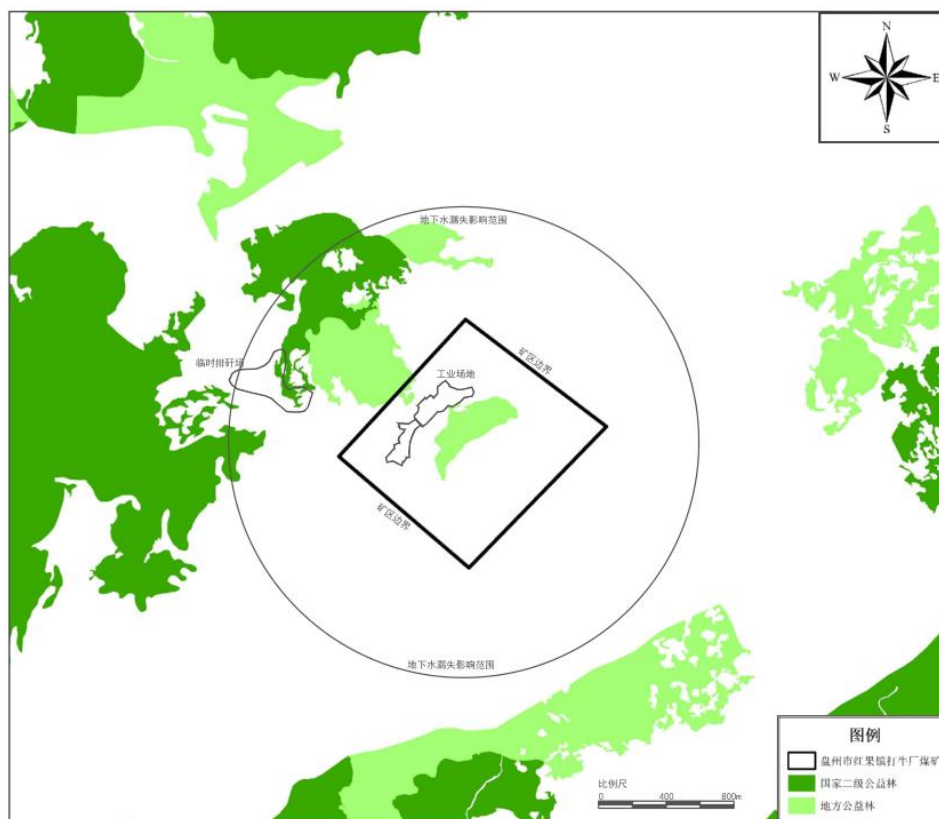 N
W
E
S
地下水漏失影响范围
临时排矸场
矿区边界
工业场地
矿区边界
地下水漏失影响范围
比例尺
0 400 800m
图例
盘州市红果镇打牛厂煤矿
国家二级公益林
地方公益林